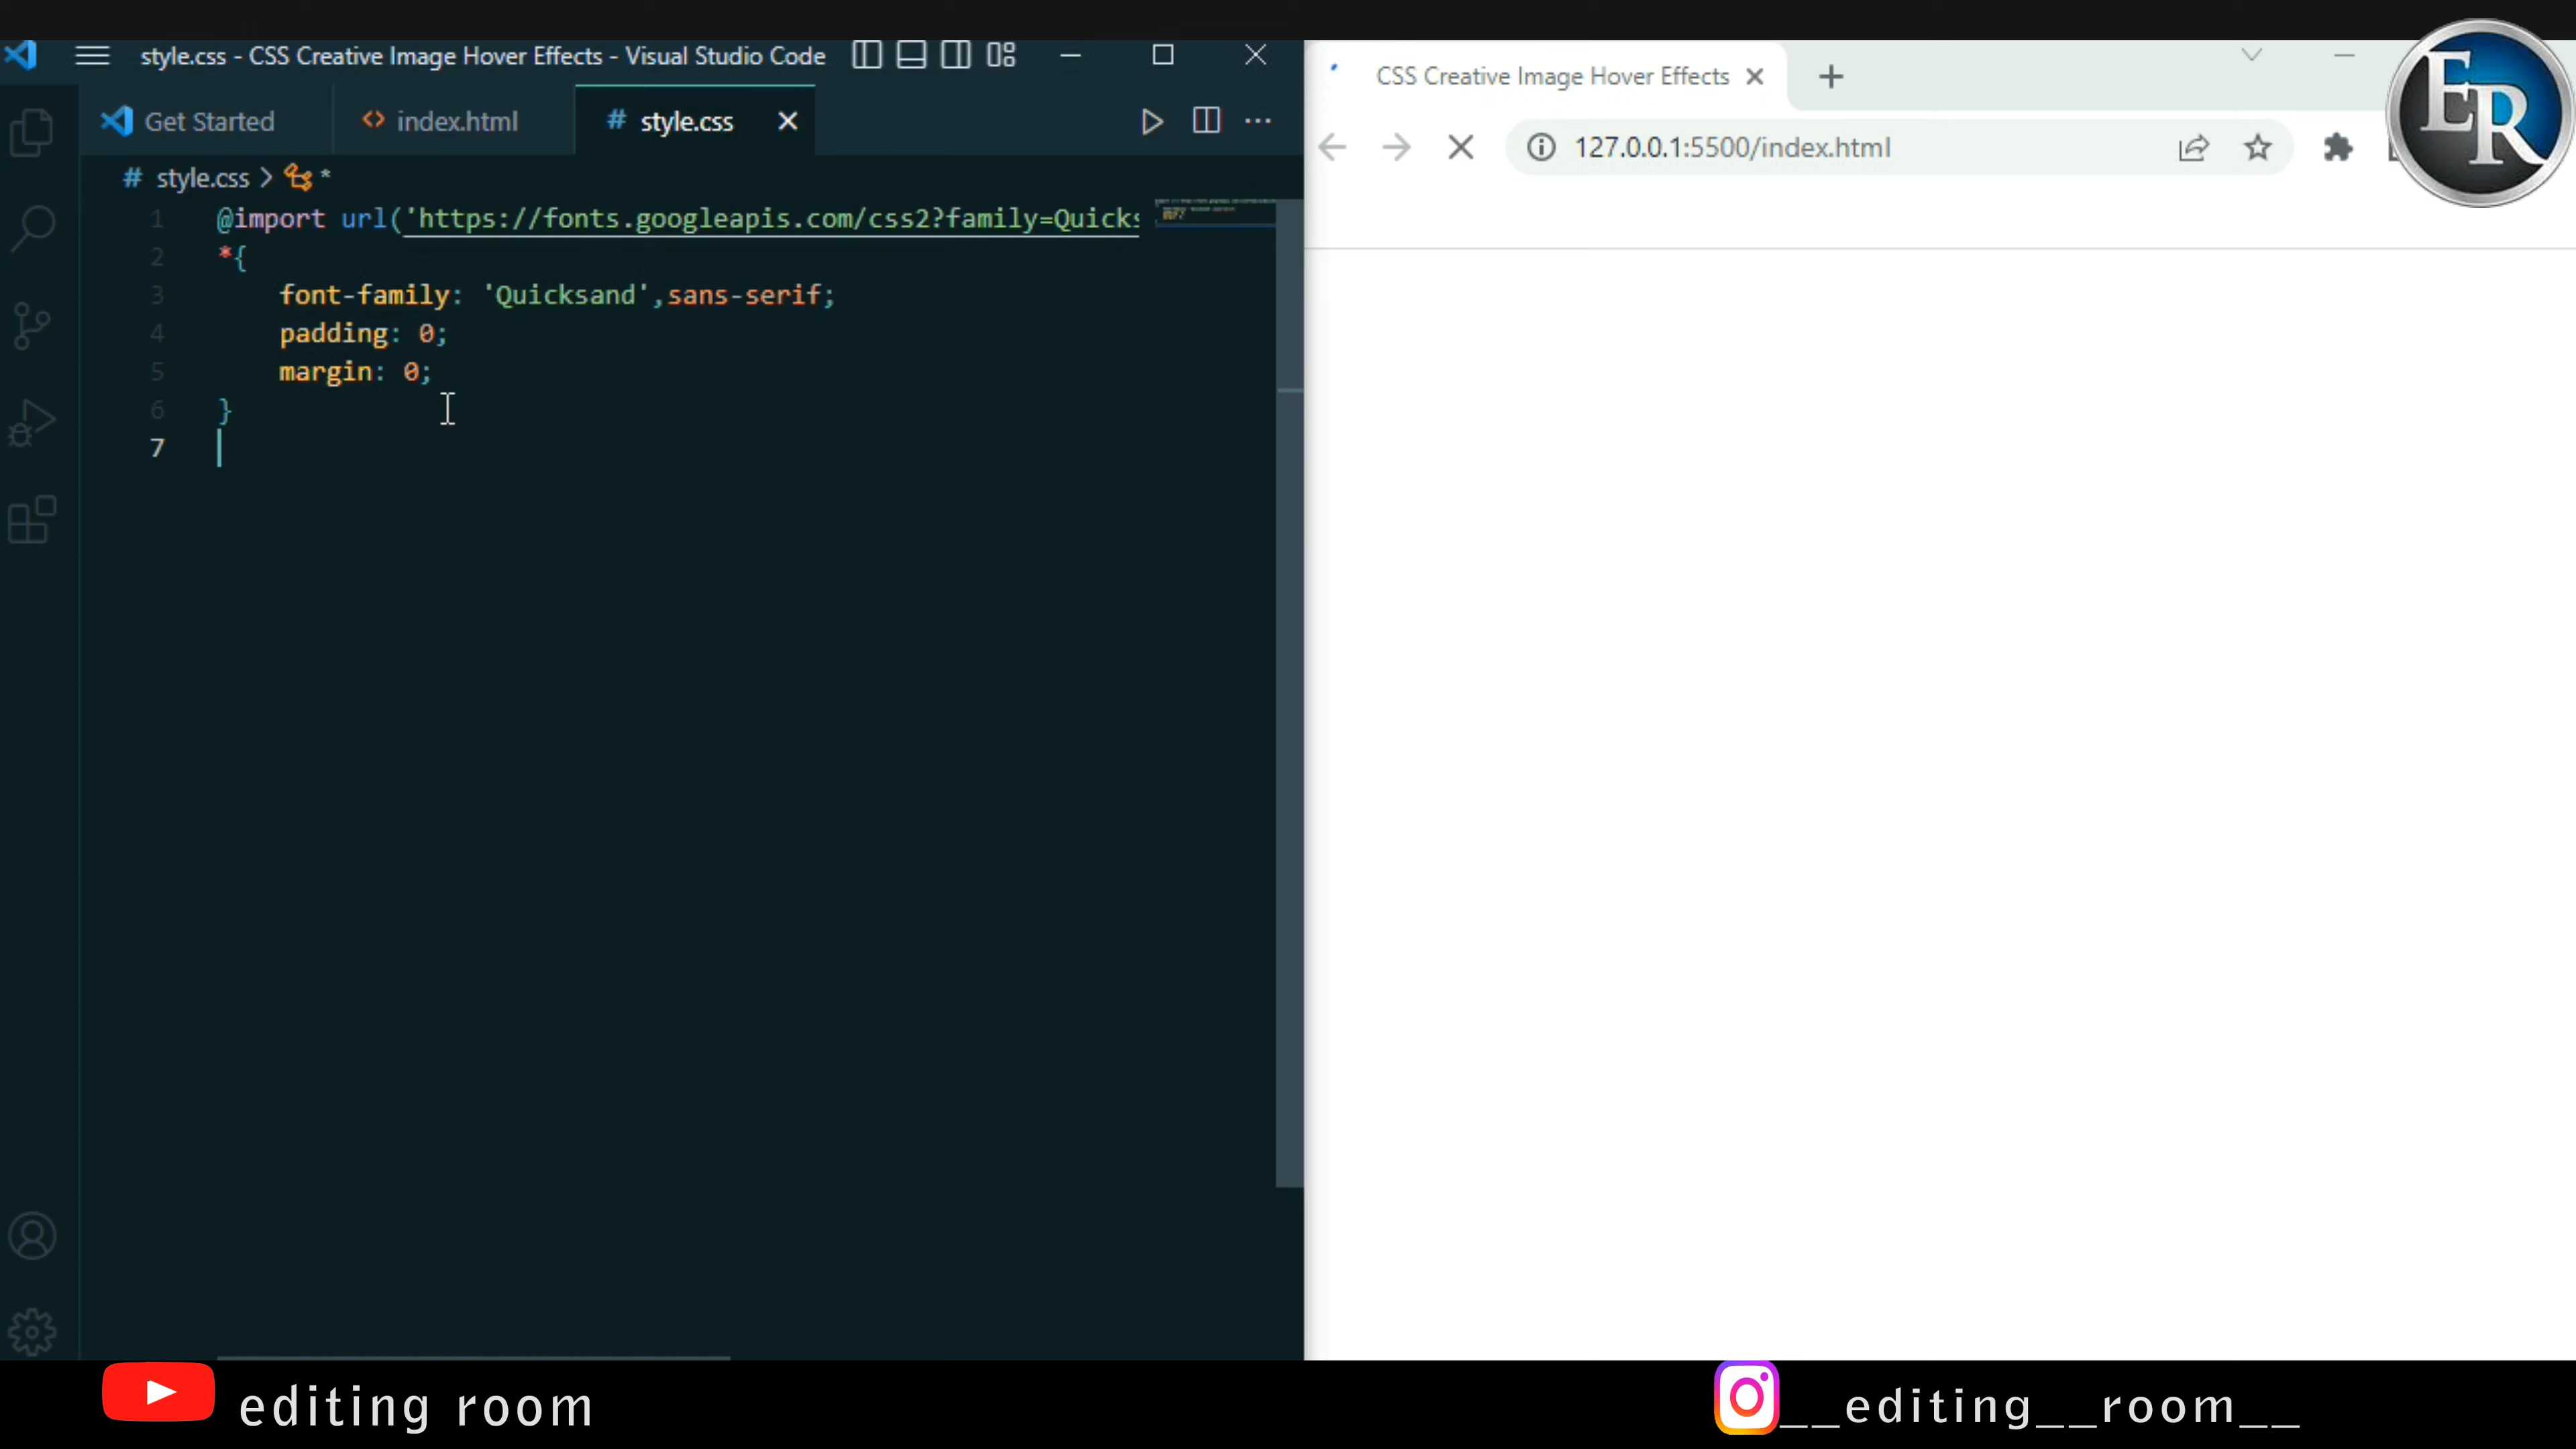 style.css - CSS Creative Image Hover Effects - Visual Studio Code
Get Started
index.html
# style.css
# style.css > *
1 @import url('https://fonts.googleapis.com/css2?family=Quicks
2 *{
3 font-family: 'Quicksand',sans-serif;
4 padding: 0;
5 margin: 0;
6 }
7
CSS Creative Image Hover Effects
127.0.0.1:5500/index.html
ER
editing room
__editing__room__